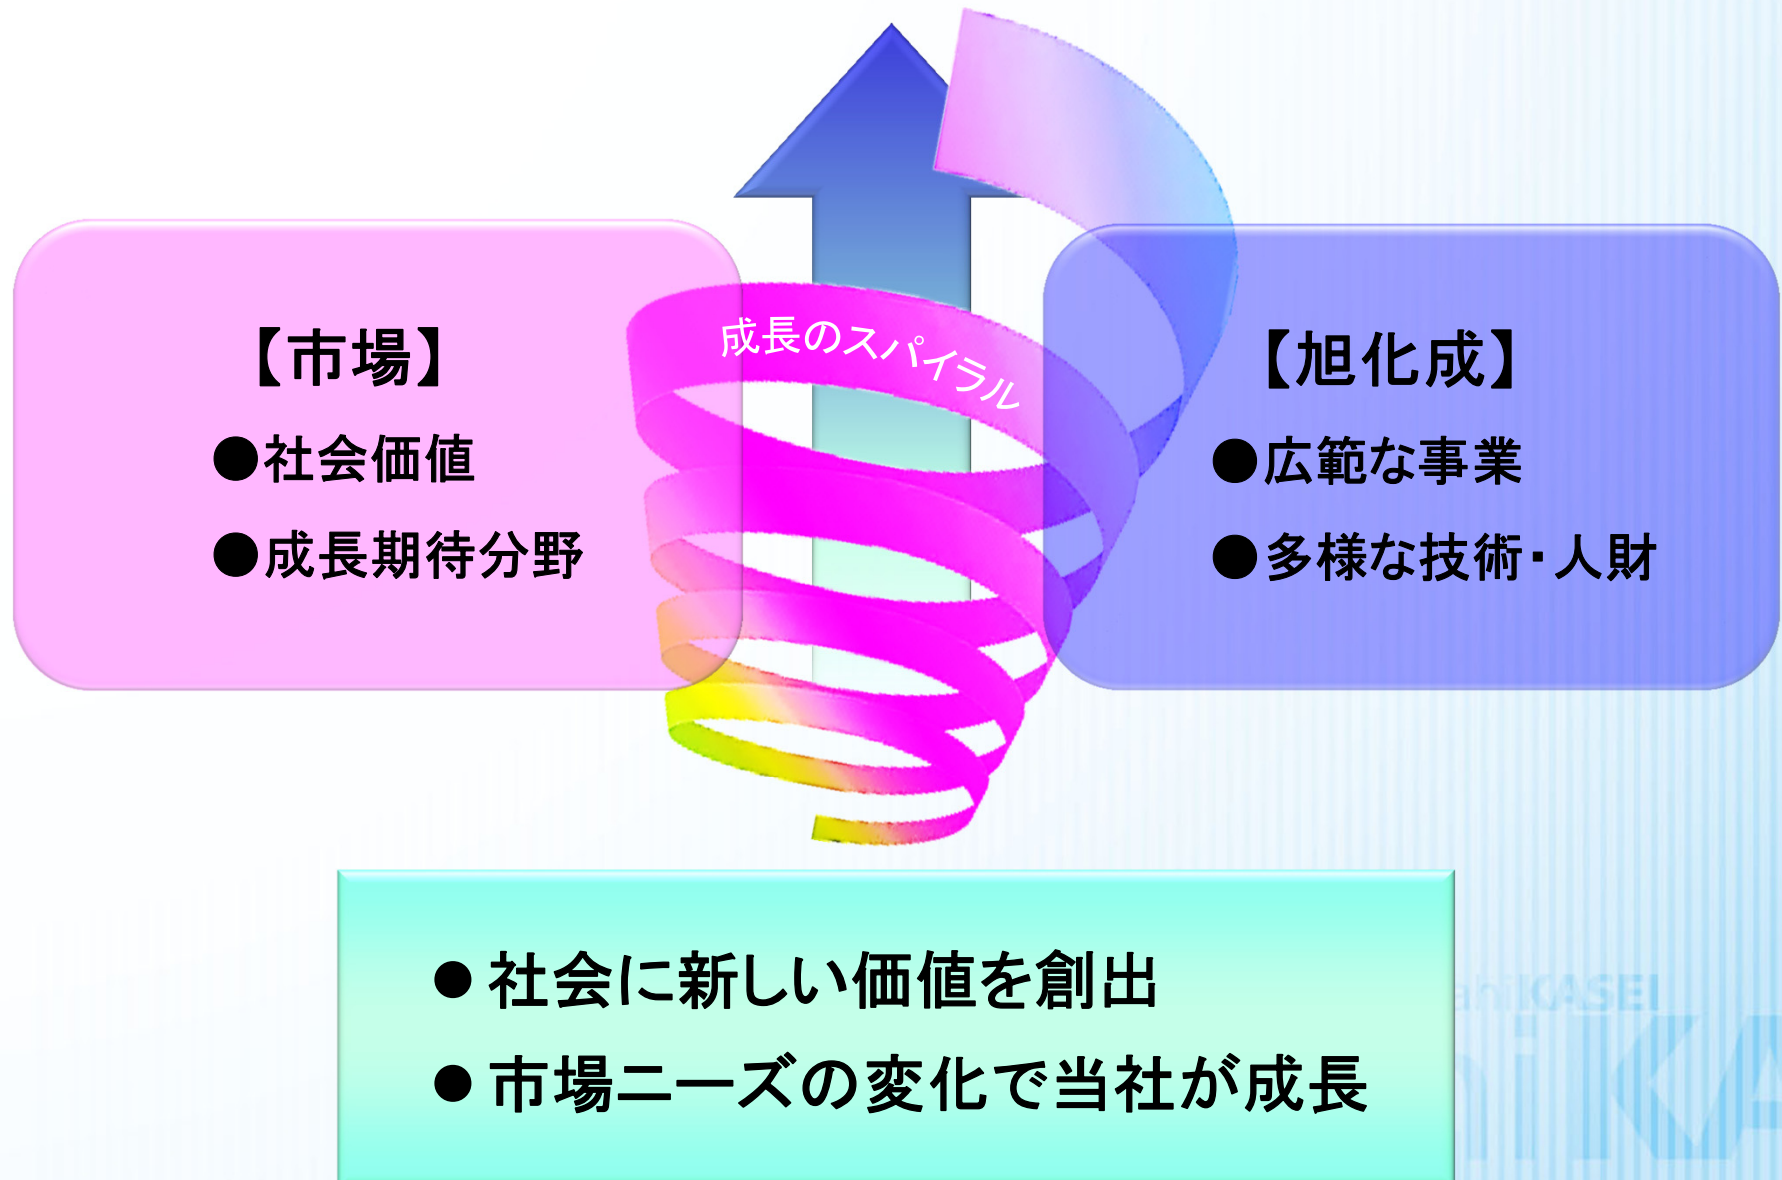 成長のスパイラル
【市場】
●社会価値
●成長期待分野
【旭化成】
●広範な事業
●多様な技術・人財
● 社会に新しい価値を創出
● 市場ニーズの変化で当社が成長
ahiKASEI
hi KA